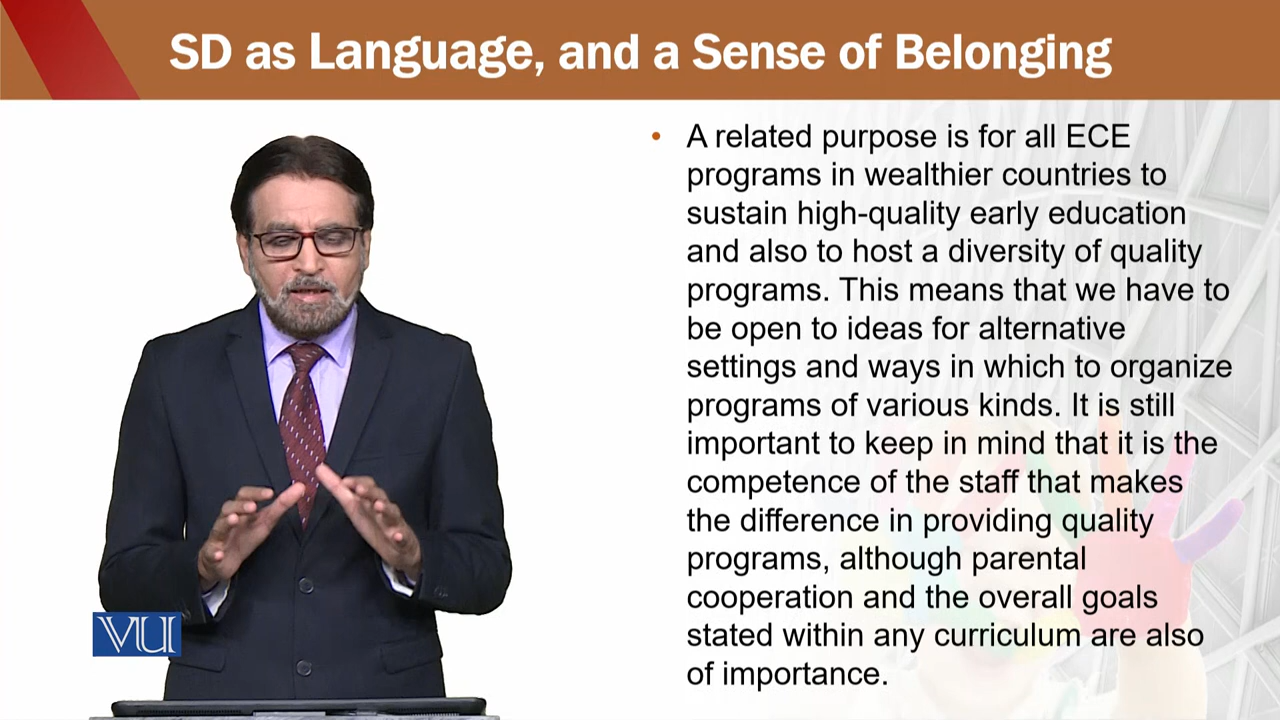 SD as Language, and a Sense of Belonging
• A related purpose is for all ECE
programs in wealthier countries to
sustain high-quality early education
and also to host a diversity of quality
programs. This means that we have to
be open to ideas for alternative
settings and ways in which to organize
programs of various kinds. It is still
important to keep in mind that it is the
competence of the staff that makes
the difference in providing quality
programs, although parental
cooperation and the overall goals
stated within any curriculum are also
of importance.
VU